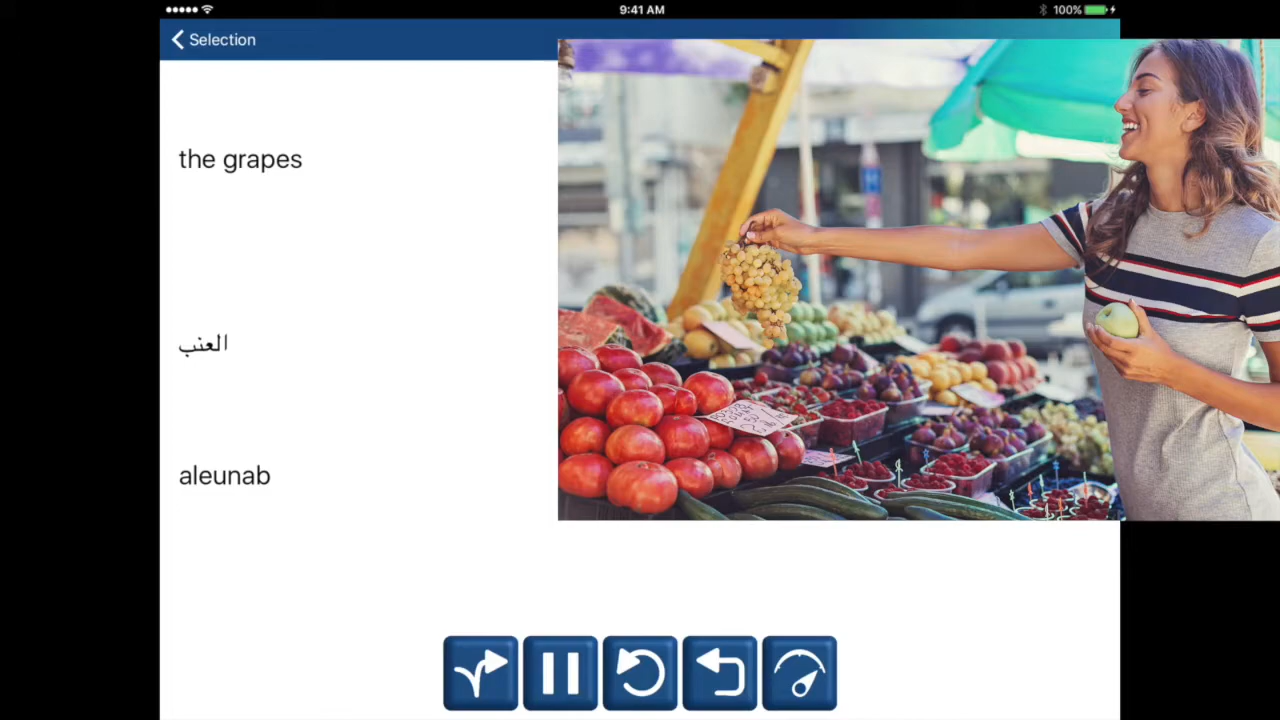 9:41 AM
100%
Selection
the grapes
العنب
aleunab